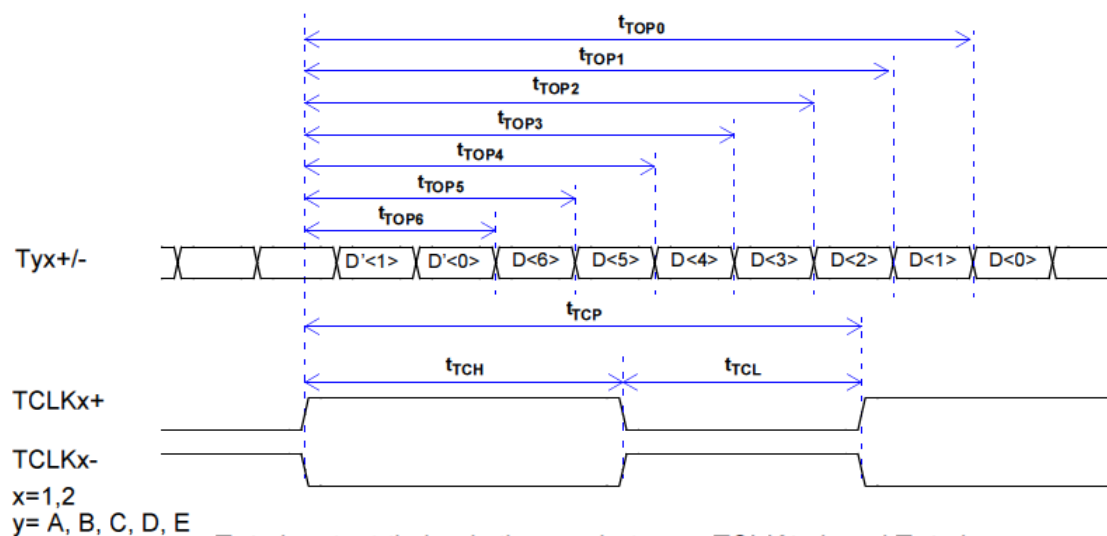 tTOP0
tTOP1
tTOP2
tTOP3
tTOP4
tTOP5
tTOP6
Tyx+/-
D'<1> D'<0> D<6> D<5> D<4> D<3> D<2> D<1> D<0>
tTCP
tTCH tTCL
TCLKx+
TCLKx-
x=1,2
y= A, B, C, D, E